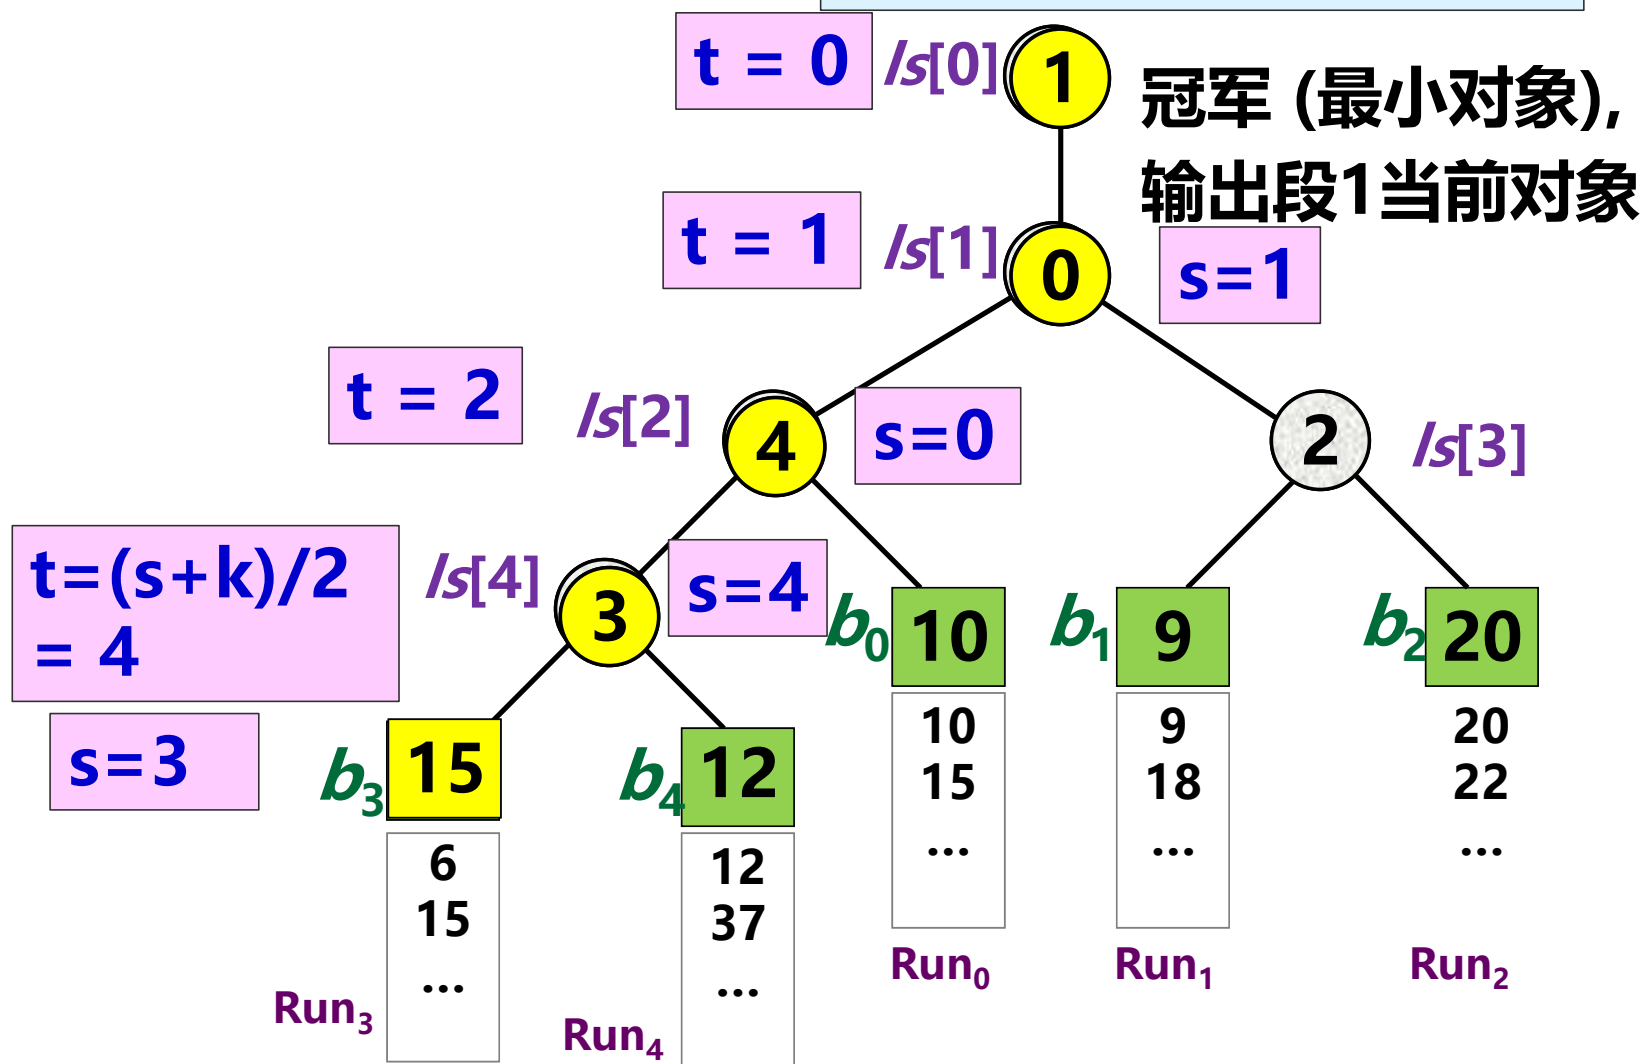 t = 0
ls[0]
1
冠军 (最小对象),
输出段1当前对象
t = 1
ls[1]
0
s=1
t = 2
ls[2]
4
s=0
2
ls[3]
t=(s+k)/2
= 4
ls[4]
3
s=4
b0
10
b1
9
b2
20
s=3
b3
15
b4
12
10
15
...
9
18
...
20
22
...
6
15
...
12
37
...
Run0
Run1
Run2
Run3
Run4